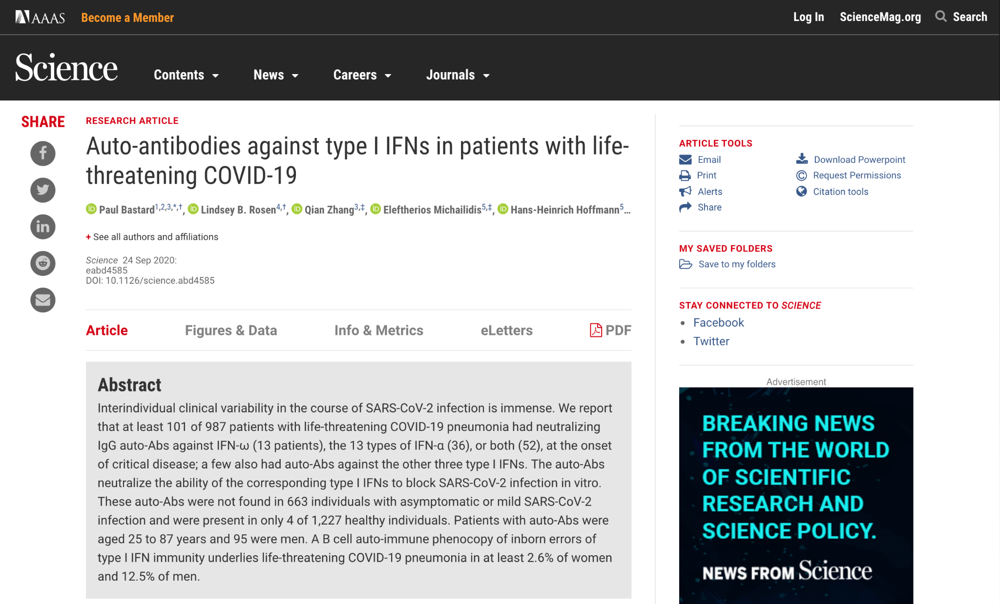 AAAS
Become a Member
Log In
ScienceMag.org
Search
Science
Contents
News
Careers
Journals
SHARE
RESEARCH ARTICLE
Auto-antibodies against type I IFNs in patients with life-
threatening COVID-19
iD Paul Bastard1,2,3,*,†, iD Lindsey B. Rosen4,†, iD Qian Zhang3,‡, iD Eleftherios Michailidis5,‡, iD Hans-Heinrich Hoffmann5...
+ See all authors and affiliations
Science 24 Sep 2020:
eabd4585
DOI: 10.1126/science.abd4585
Article
Figures & Data
Info & Metrics
eLetters
PDF
Abstract
Interindividual clinical variability in the course of SARS-CoV-2 infection is immense. We report
that at least 101 of 987 patients with life-threatening COVID-19 pneumonia had neutralizing
IgG auto-Abs against IFN-ω (13 patients), the 13 types of IFN-α (36), or both (52), at the onset
of critical disease; a few also had auto-Abs against the other three type I IFNs. The auto-Abs
neutralize the ability of the corresponding type I IFNs to block SARS-CoV-2 infection in vitro.
These auto-Abs were not found in 663 individuals with asymptomatic or mild SARS-CoV-2
infection and were present in only 4 of 1,227 healthy individuals. Patients with auto-Abs were
aged 25 to 87 years and 95 were men. A B cell auto-immune phenocopy of inborn errors of
type I IFN immunity underlies life-threatening COVID-19 pneumonia in at least 2.6% of women
and 12.5% of men.
ARTICLE TOOLS
Email
Download Powerpoint
Print
Request Permissions
Alerts
Citation tools
Share
MY SAVED FOLDERS
Save to my folders
STAY CONNECTED TO SCIENCE
• Facebook
• Twitter
Advertisement
BREAKING NEWS
FROM THE WORLD
OF SCIENTIFIC
RESEARCH AND
SCIENCE POLICY.
NEWS FROM Science